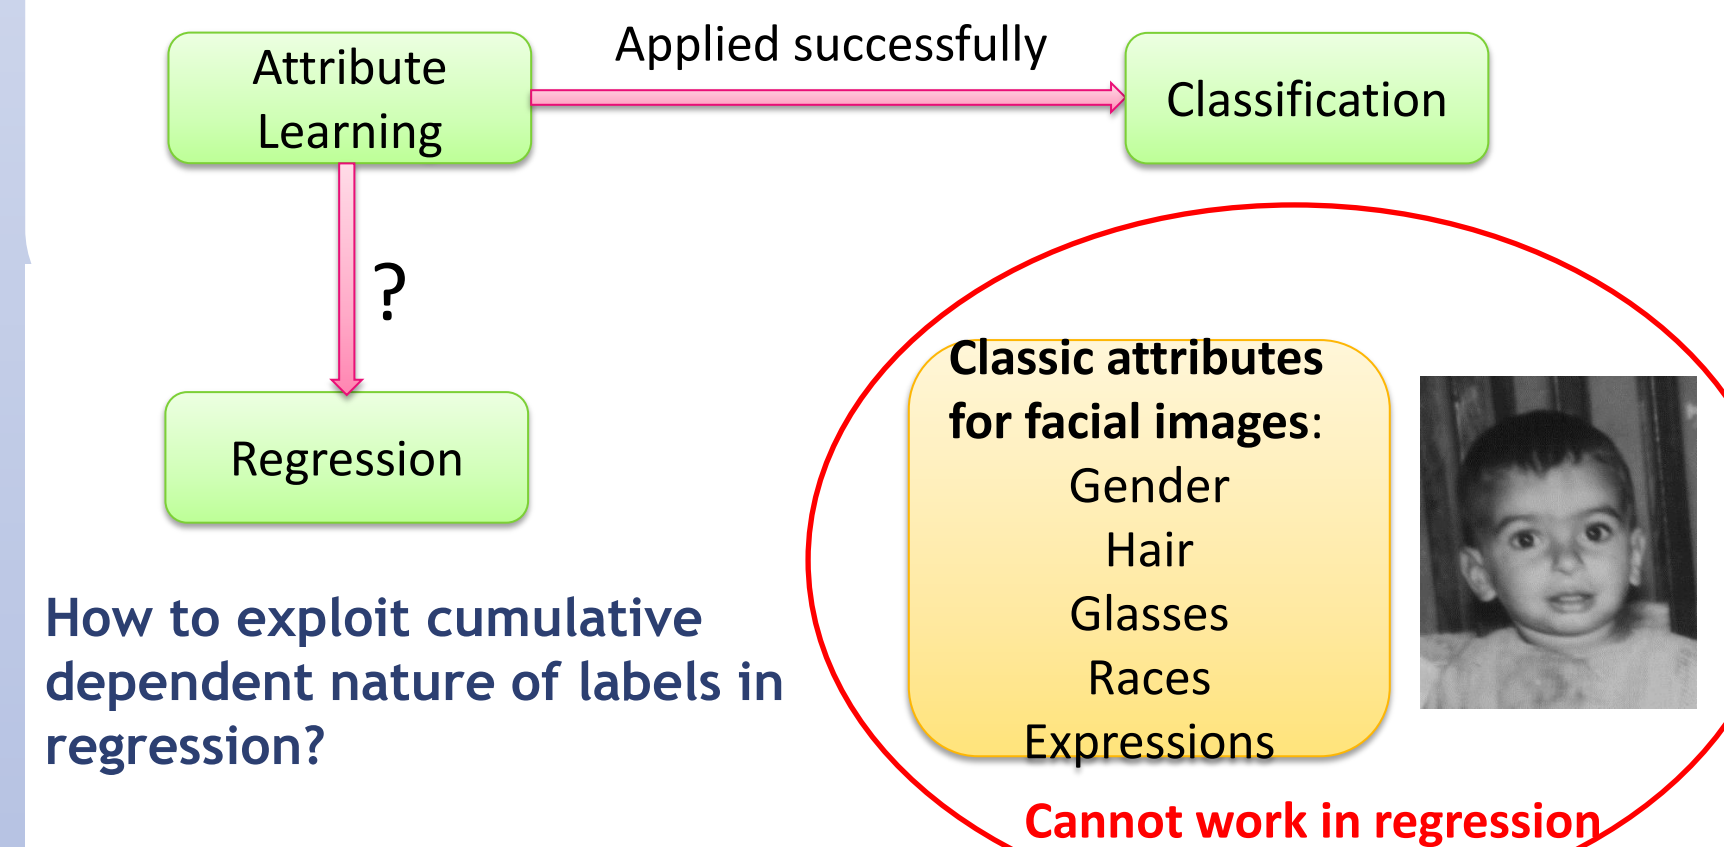 Attribute
Learning
Applied successfully
Classification
?
Regression
How to exploit cumulative
dependent nature of labels in
regression?
Classic attributes
for facial images:
Gender
Hair
Glasses
Races
Expressions
Cannot work in regression